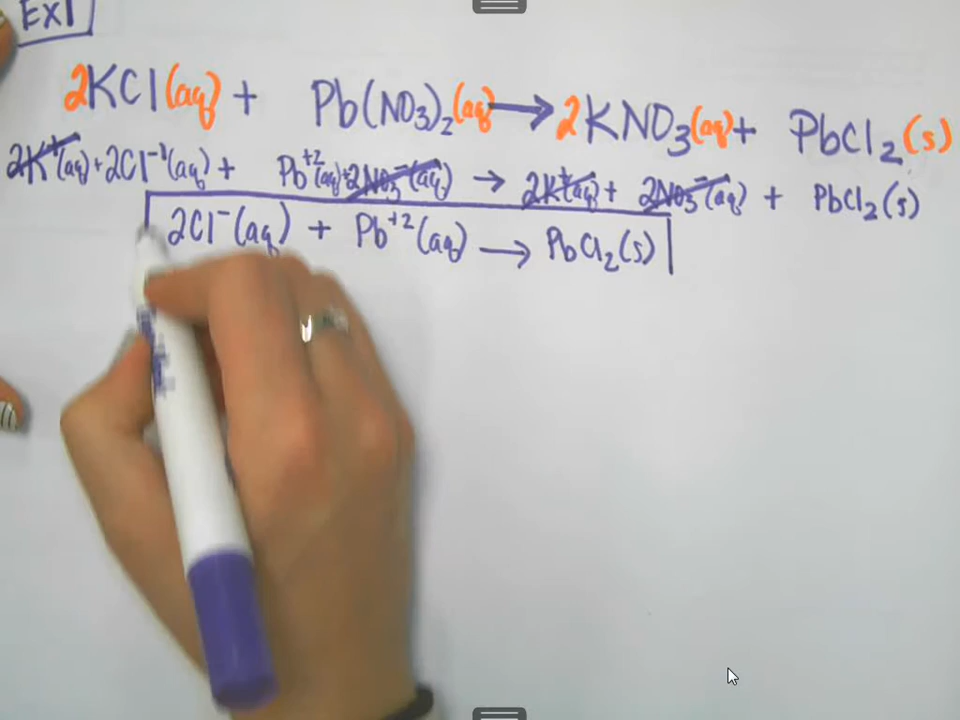 Ex1
2KCl(aq) + Pb(NO3)2(aq) → 2KNO3(aq) + PbCl2(s)
2K+(aq) + 2Cl-1(aq) + Pb+2(aq) + 2NO3-(aq) → 2K+(aq) + 2NO3-(aq) + PbCl2(s)
2Cl-(aq) + Pb+2(aq) → PbCl2(s)